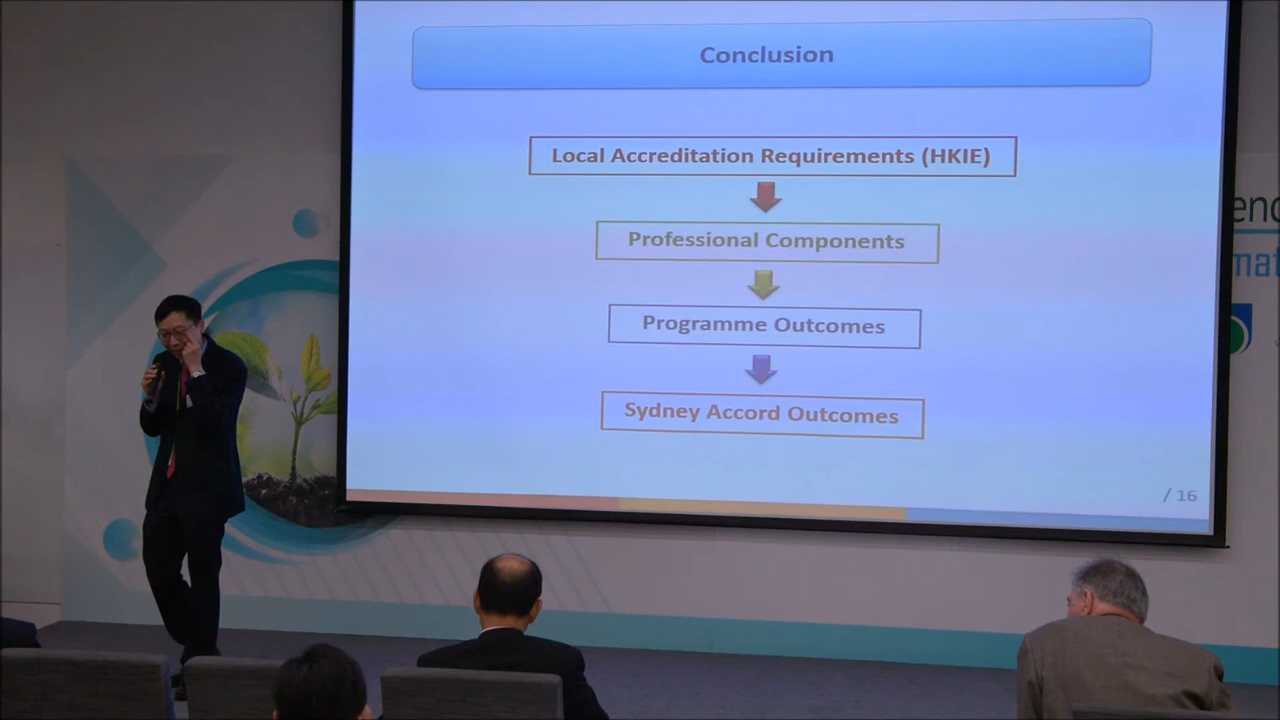 Conclusion
Local Accreditation Requirements (HKIE)
Professional Components
Programme Outcomes
Sydney Accord Outcomes
/ 16